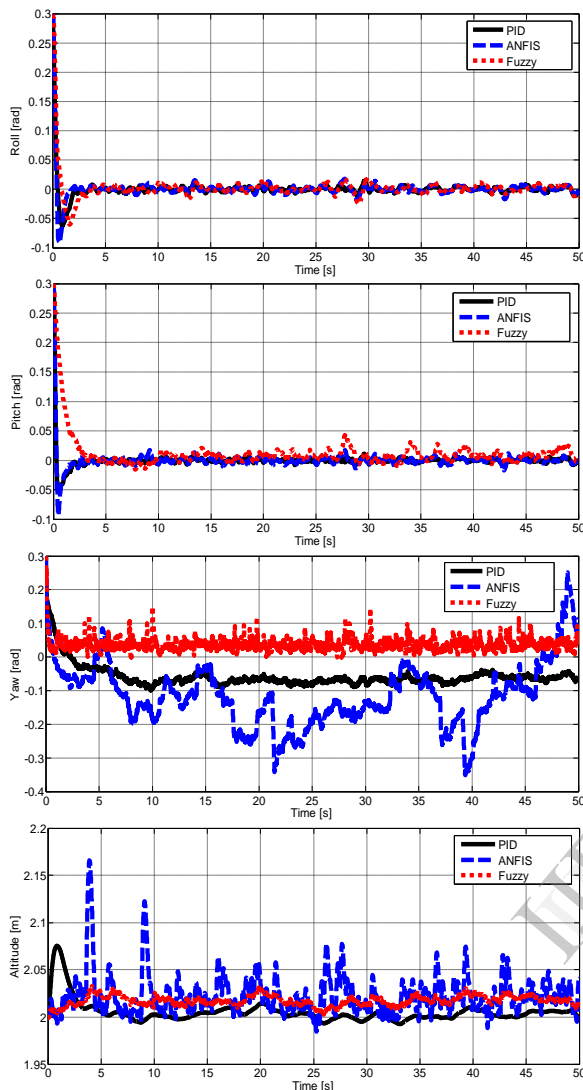 0.3
0.25
0.2
0.15
0.1
0.05
0
-0.05
-0.1
Roll [rad]
PID
ANFIS
Fuzzy
0 5 10 15 20 25 30 35 40 45 50
Time [s]
0.3
0.25
0.2
0.15
0.1
0.05
0
-0.05
-0.1
Pitch [rad]
PID
ANFIS
Fuzzy
0 5 10 15 20 25 30 35 40 45 50
Time [s]
0.3
0.2
0.1
0
-0.1
-0.2
-0.3
-0.4
Yaw [rad]
PID
ANFIS
Fuzzy
0 5 10 15 20 25 30 35 40 45 50
Time [s]
2.2
2.15
2.1
2.05
2
1.95
Altitude [m]
PID
ANFIS
Fuzzy
0 5 10 15 20 25 30 35 40 45 50
Time [s]